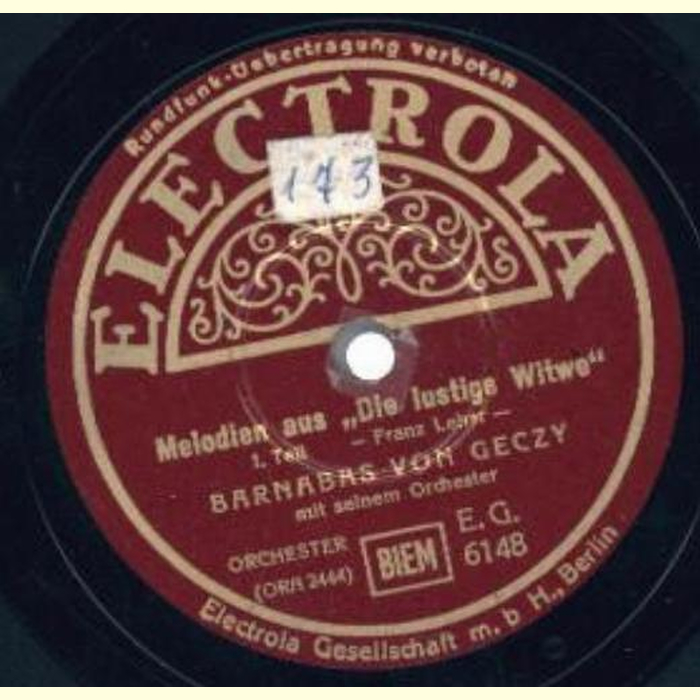 Rundfunk-Uebertragung verboten
ELECTROLA
173
Melodien aus „Die lustige Witwe“
1. Teil
— Franz Lehár —
BARNABAS VON GECZY
mit seinem Orchester
ORCHESTER
(ORA 2444)
BIEM
E.G.
6148
Electrola Gesellschaft m. b H., Berlin